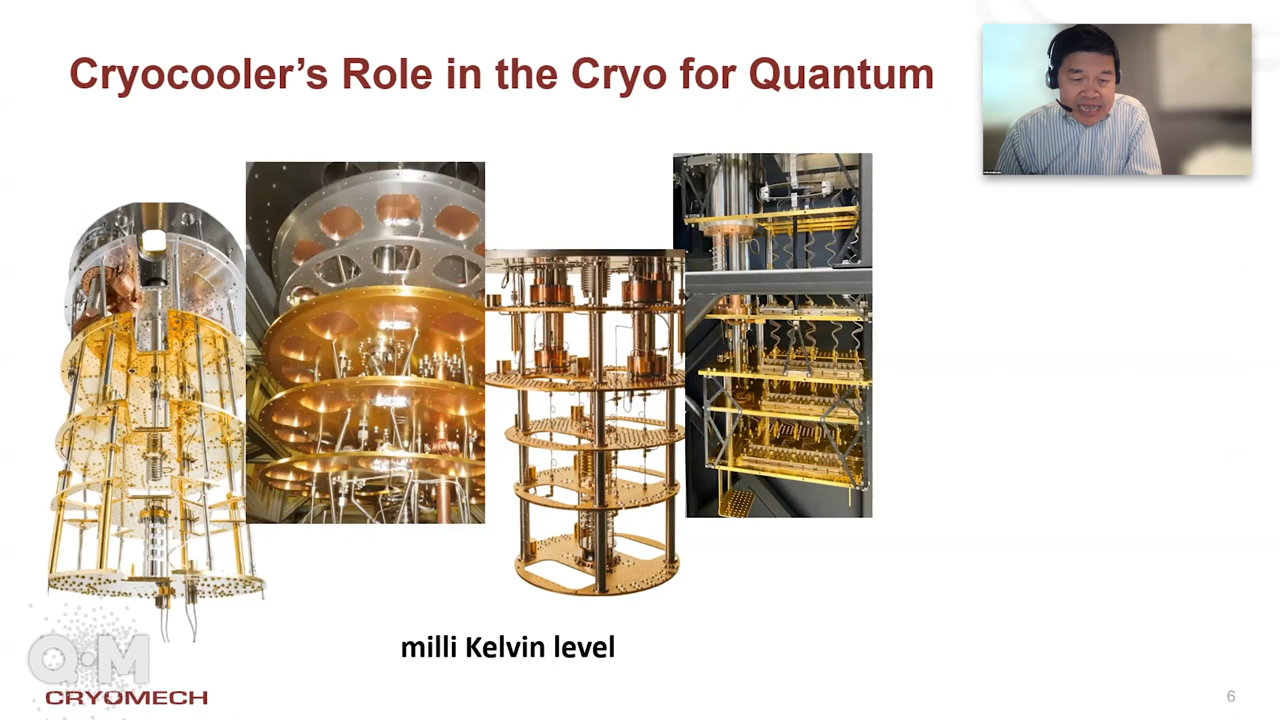 Cryocooler’s Role in the Cryo for Quantum
milli Kelvin level
Q·M
CRYOMECH
6